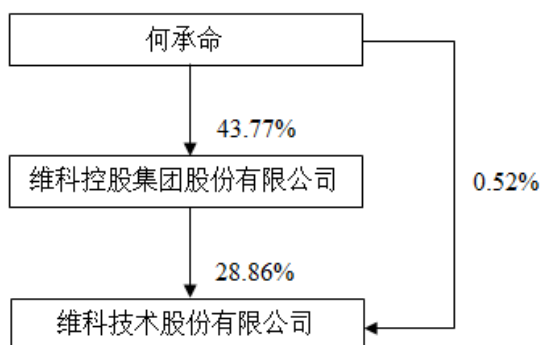 何承命
43.77%
维科控股集团股份有限公司
0.52%
28.86%
维科技术股份有限公司